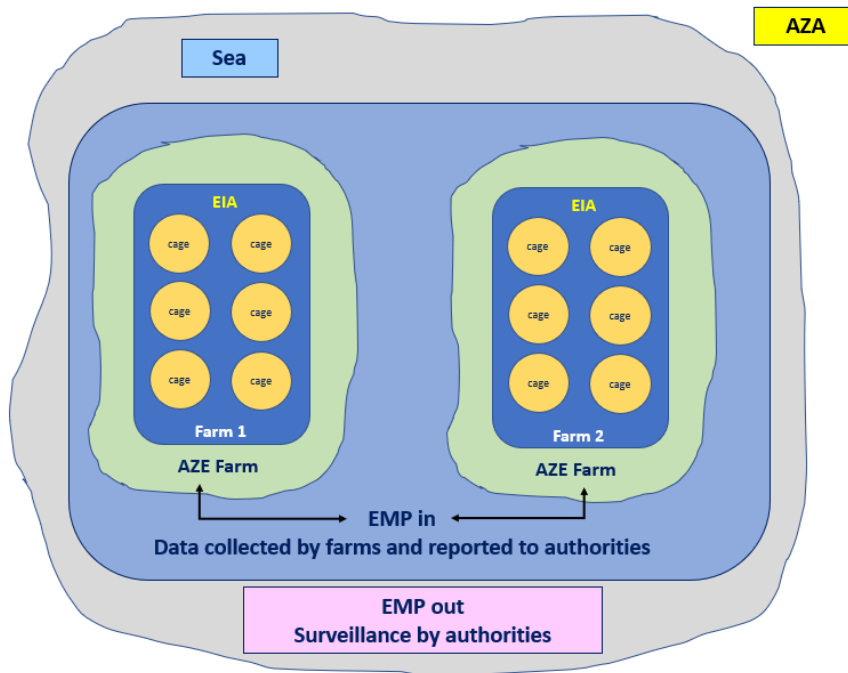 AZA
Sea
EIA
cage cage
cage cage
cage cage
Farm 1
AZE Farm
EIA
cage cage
cage cage
cage cage
Farm 2
AZE Farm
EMP in
Data collected by farms and reported to authorities
EMP out
Surveillance by authorities